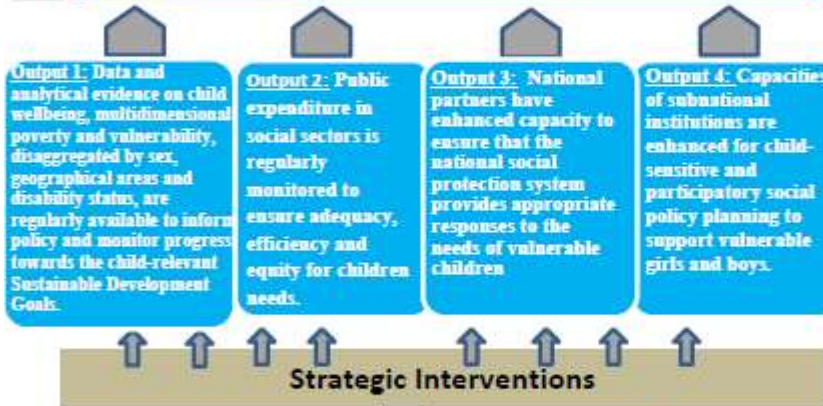 Output 1: Data and
analytical evidence on child
wellbeing, multidimensional
poverty and vulnerability,
disaggregated by sex,
geographical areas and
disability status, are
regularly available to inform
policy and monitor progress
towards the child-relevant
Sustainable Development
Goals.
Output 2: Public
expenditure in
social sectors is
regularly
monitored to
ensure adequacy,
efficiency and
equity for children
needs.
Output 3: National
partners have
enhanced capacity to
ensure that the
national social
protection system
provides appropriate
responses to the
needs of vulnerable
children
Output 4: Capacities
of subnational
institutions are
enhanced for child-
sensitive and
participatory social
policy planning to
support vulnerable
girls and boys.
Strategic Interventions